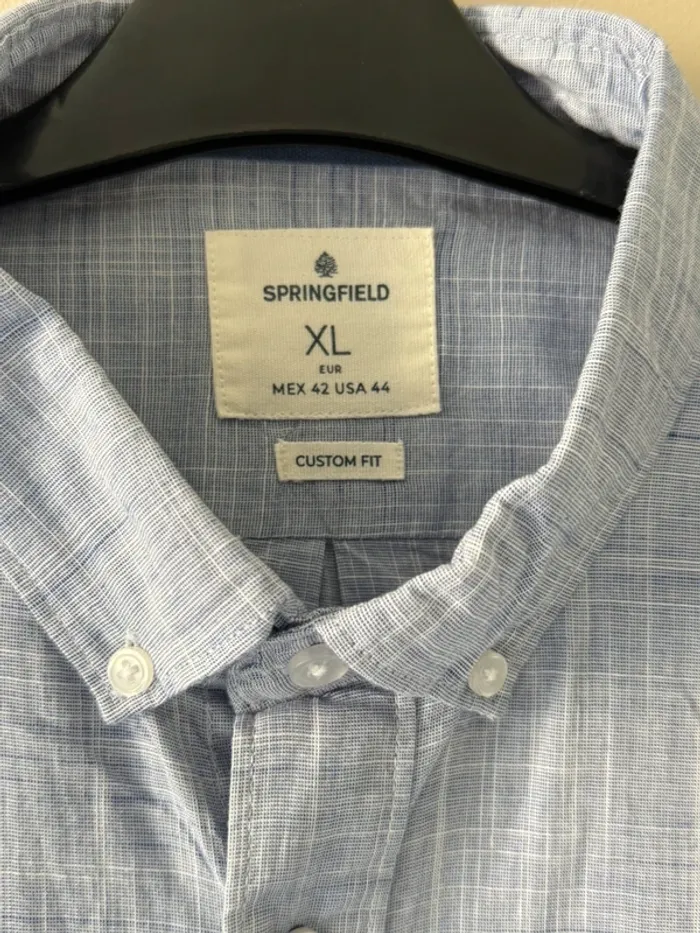 SPRINGFIELD
XL
EUR
MEX 42 USA 44
CUSTOM FIT